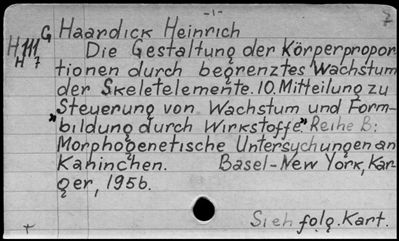 -1-
7
G Haardick Heinrich
H 111
H 7
Die Gestaltung der Körperpropor
tionen durch begrenztes Wachstum
der Skeletelemente. 10. Mitteilung zu
Steuerung von Wachstum und Form-
"bildung durch Wirkstoffe". Reihe B:
Morphogenetische Untersuchungen an
Kaninchen. Basel-New York, Kar-
ger, 1956.
Sieh folg. Kart.